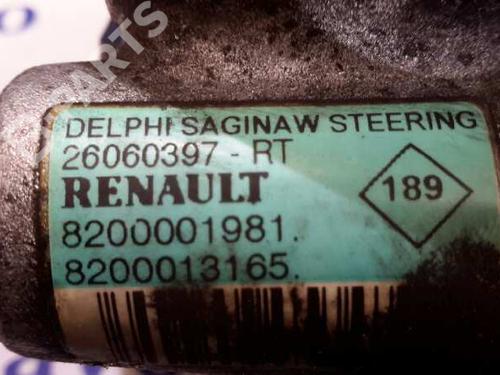 DELPHI SAGINAW STEERING
26060397 - RT
RENAULT
189
8200001981.
8200013165.